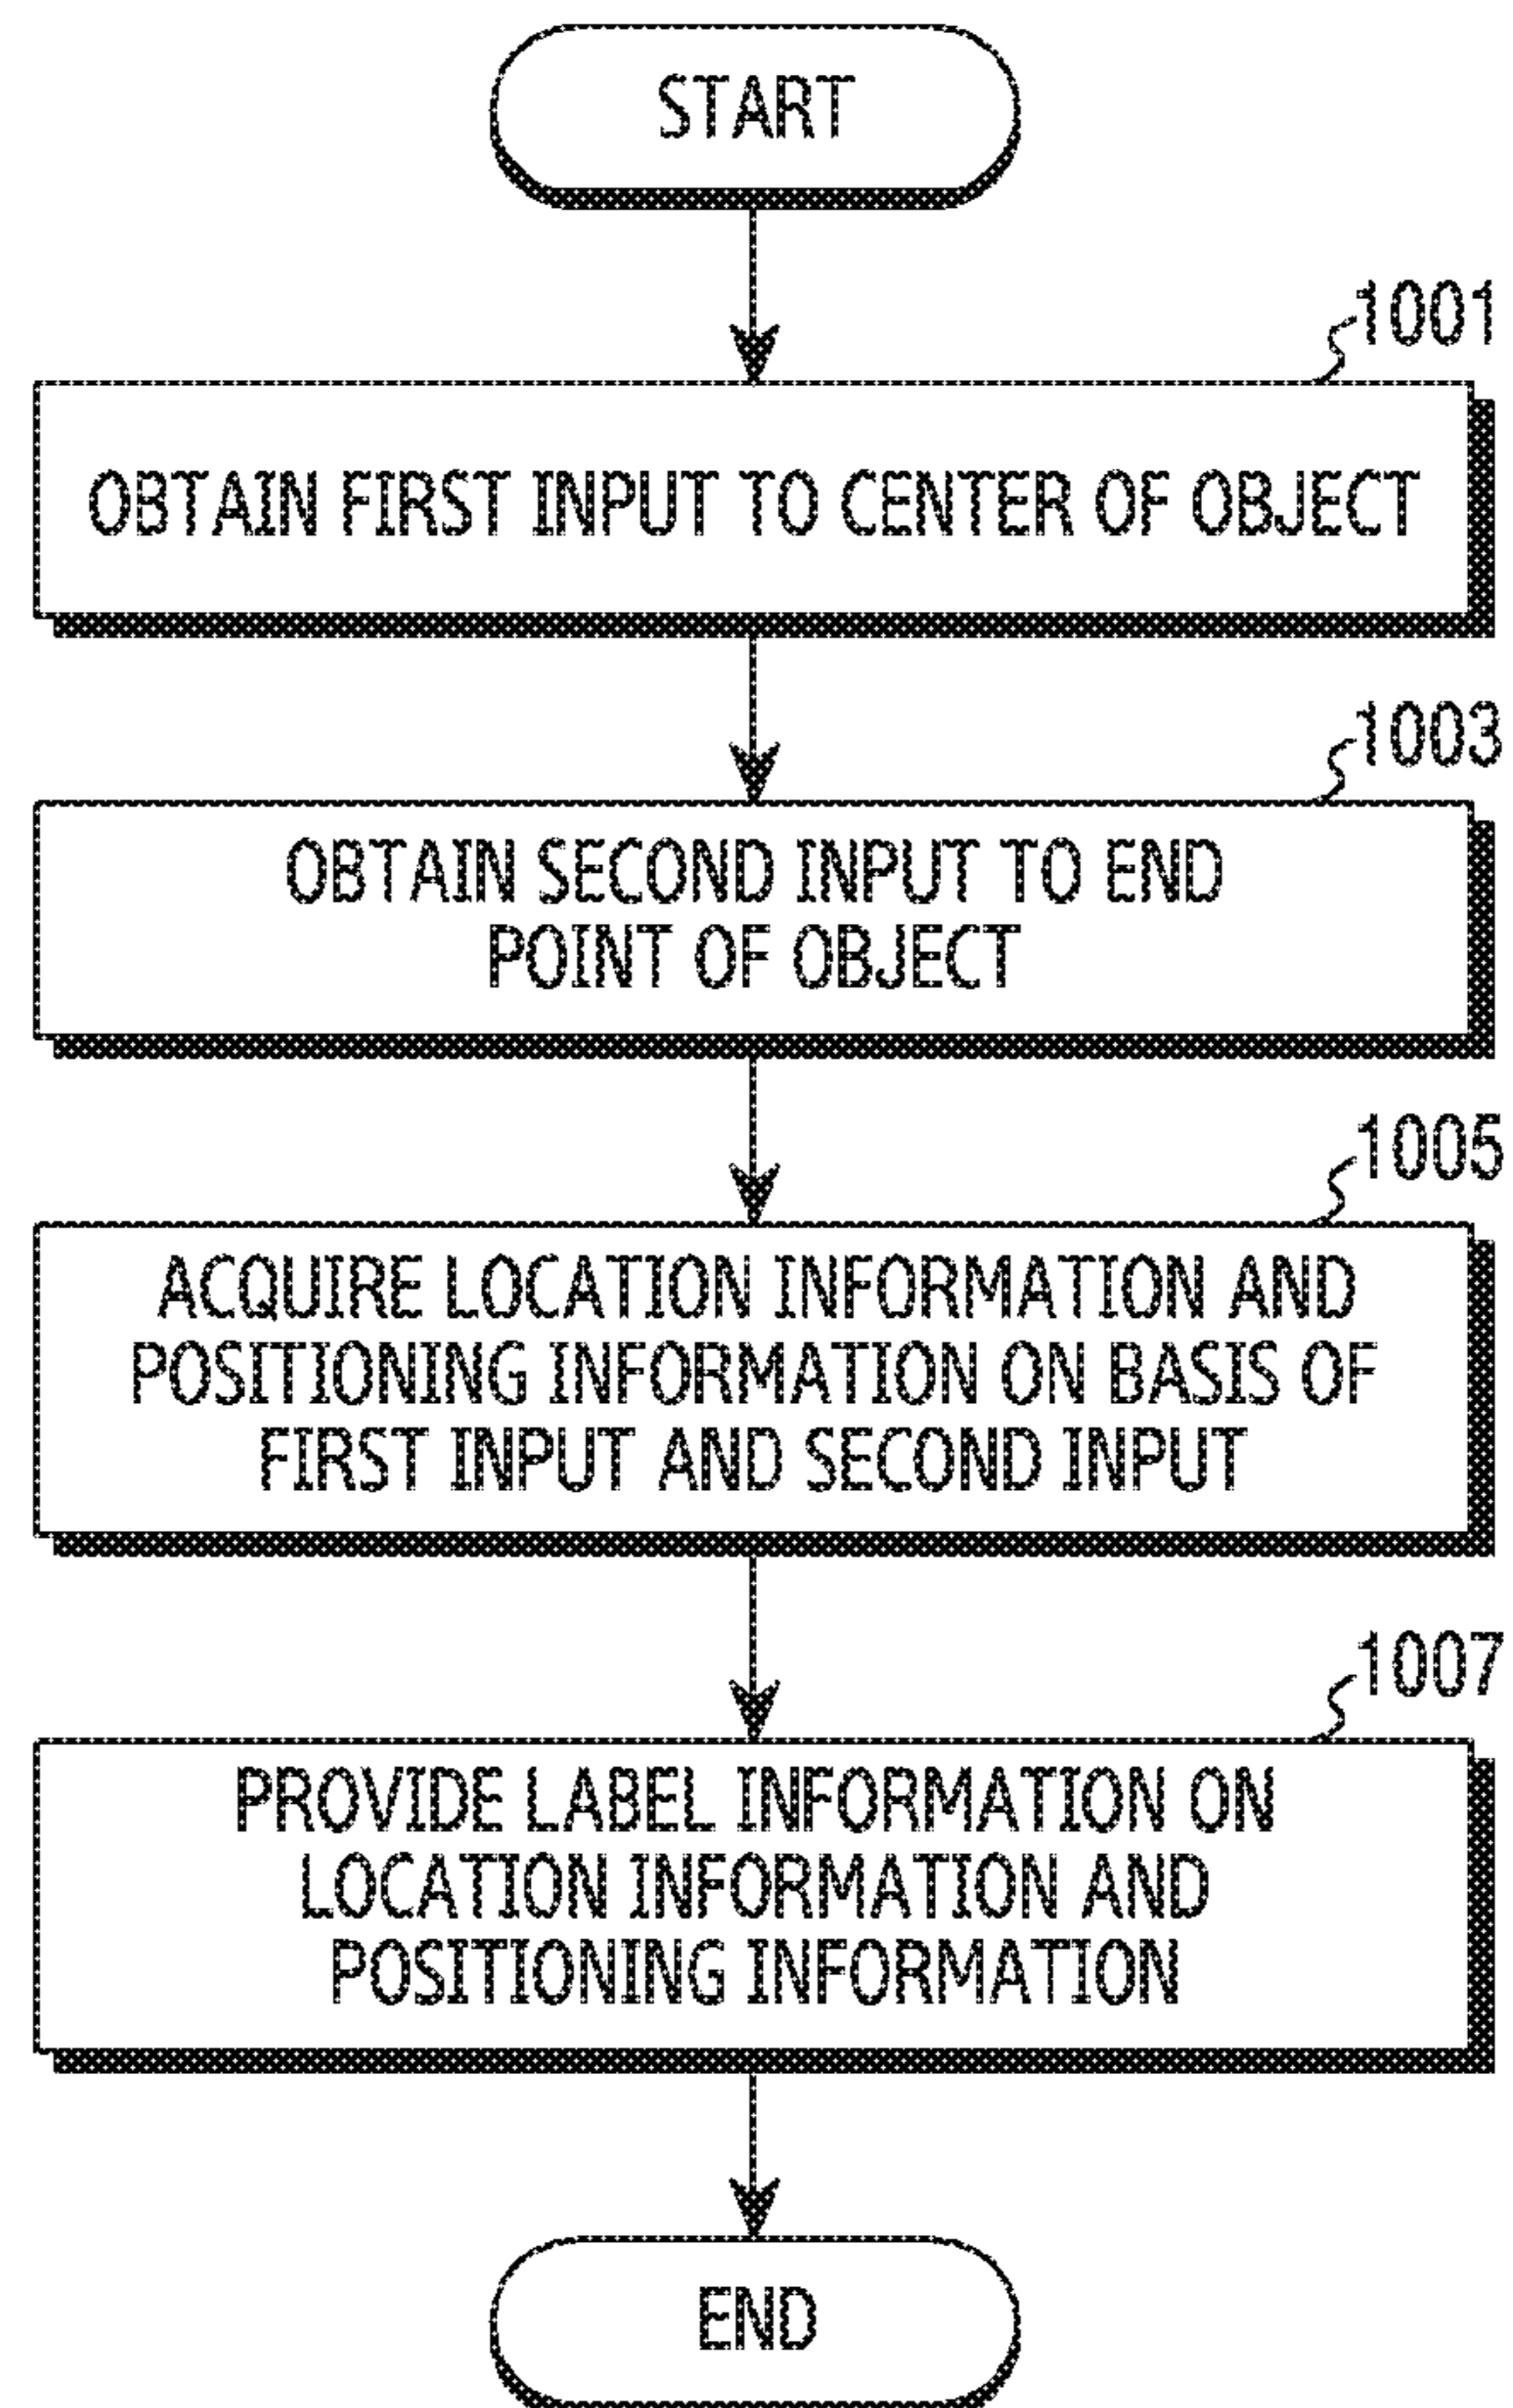 START
1001
OBTAIN FIRST INPUT TO CENTER OF OBJECT
1003
OBTAIN SECOND INPUT TO END
POINT OF OBJECT
1005
ACQUIRE LOCATION INFORMATION AND
POSITIONING INFORMATION ON BASIS OF
FIRST INPUT AND SECOND INPUT
1007
PROVIDE LABEL INFORMATION ON
LOCATION INFORMATION AND
POSITIONING INFORMATION
END